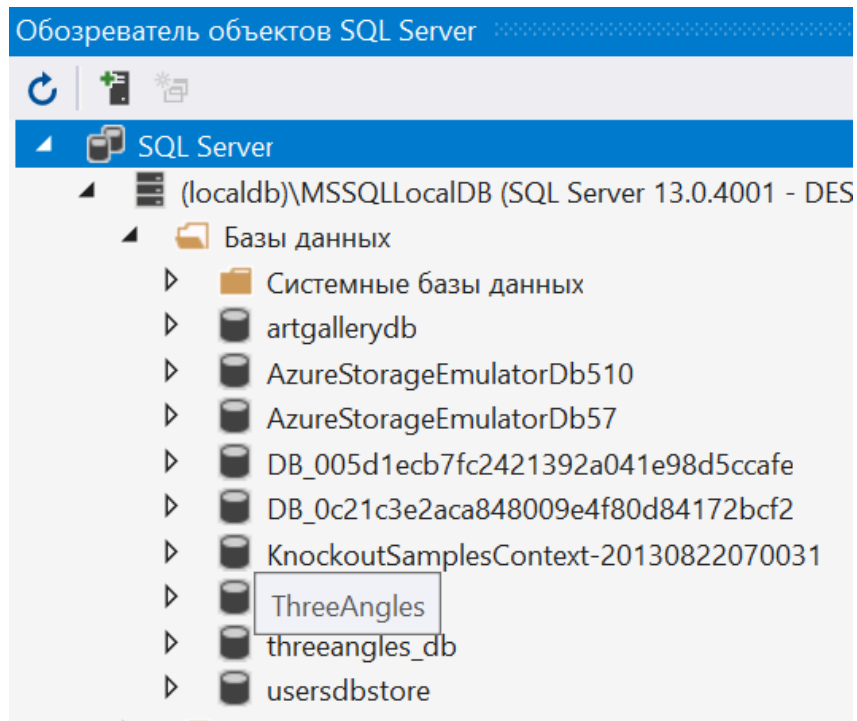 Обозреватель объектов SQL Server
SQL Server
(localdb)\MSSQLLocalDB (SQL Server 13.0.4001 - DES
Базы данных
Системные базы данных
artgallerydb
AzureStorageEmulatorDb510
AzureStorageEmulatorDb57
DB_005d1ecb7fc2421392a041e98d5ccafe
DB_0c21c3e2aca848009e4f80d84172bcf2
KnockoutSamplesContext-20130822070031
ThreeAngles
threeangles_db
usersdbstore